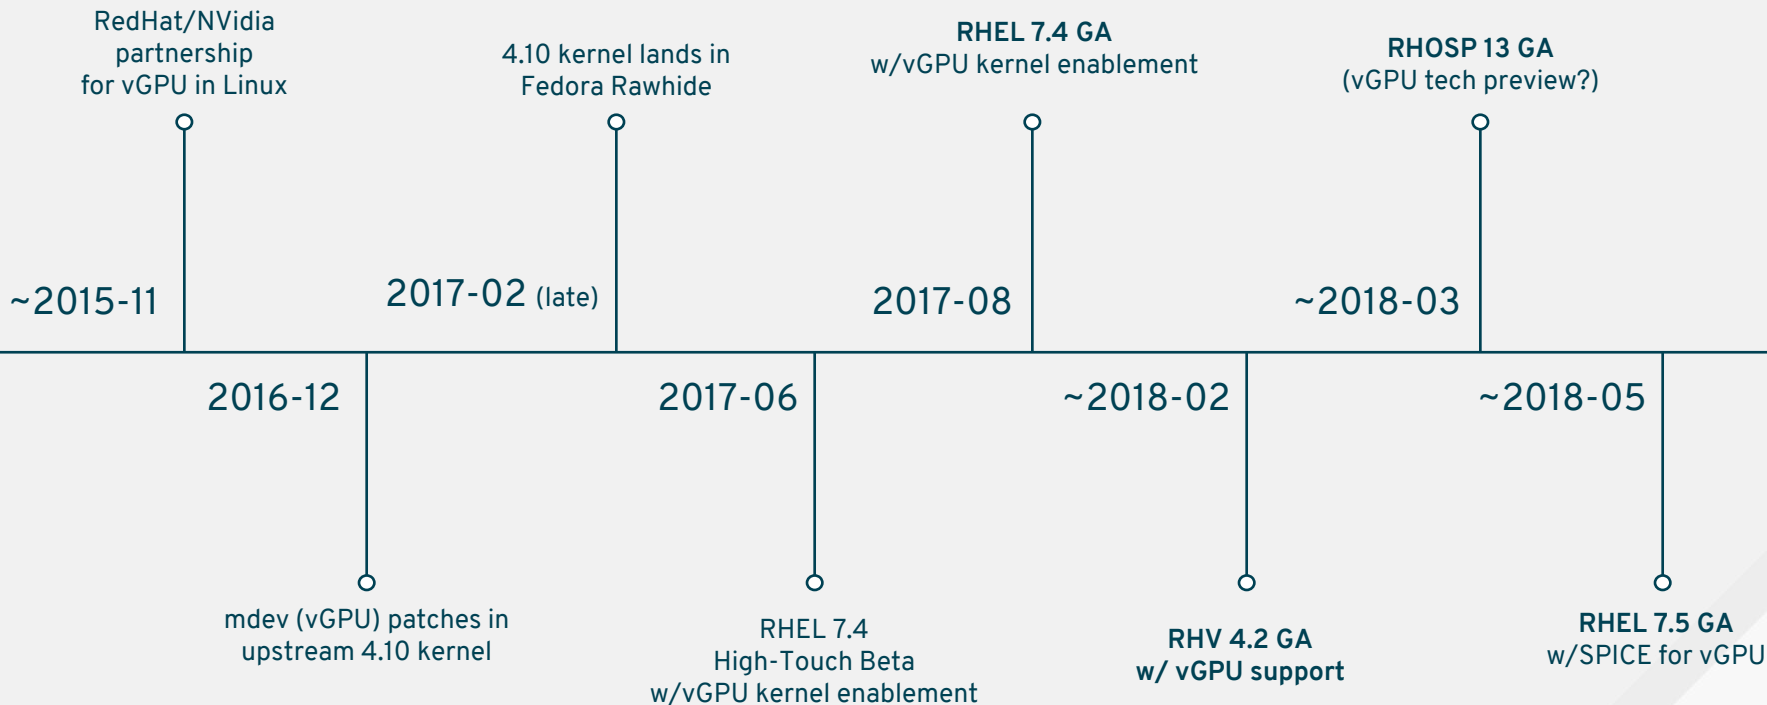 RedHat/NVidia
partnership
for vGPU in Linux
~2015-11
mdev (vGPU) patches in
upstream 4.10 kernel
2016-12
4.10 kernel lands in
Fedora Rawhide
2017-02 (late)
RHEL 7.4
High-Touch Beta
w/vGPU kernel enablement
2017-06
RHEL 7.4 GA
w/vGPU kernel enablement
2017-08
RHV 4.2 GA
w/ vGPU support
~2018-02
RHOSP 13 GA
(vGPU tech preview?)
~2018-03
RHEL 7.5 GA
w/SPICE for vGPU
~2018-05